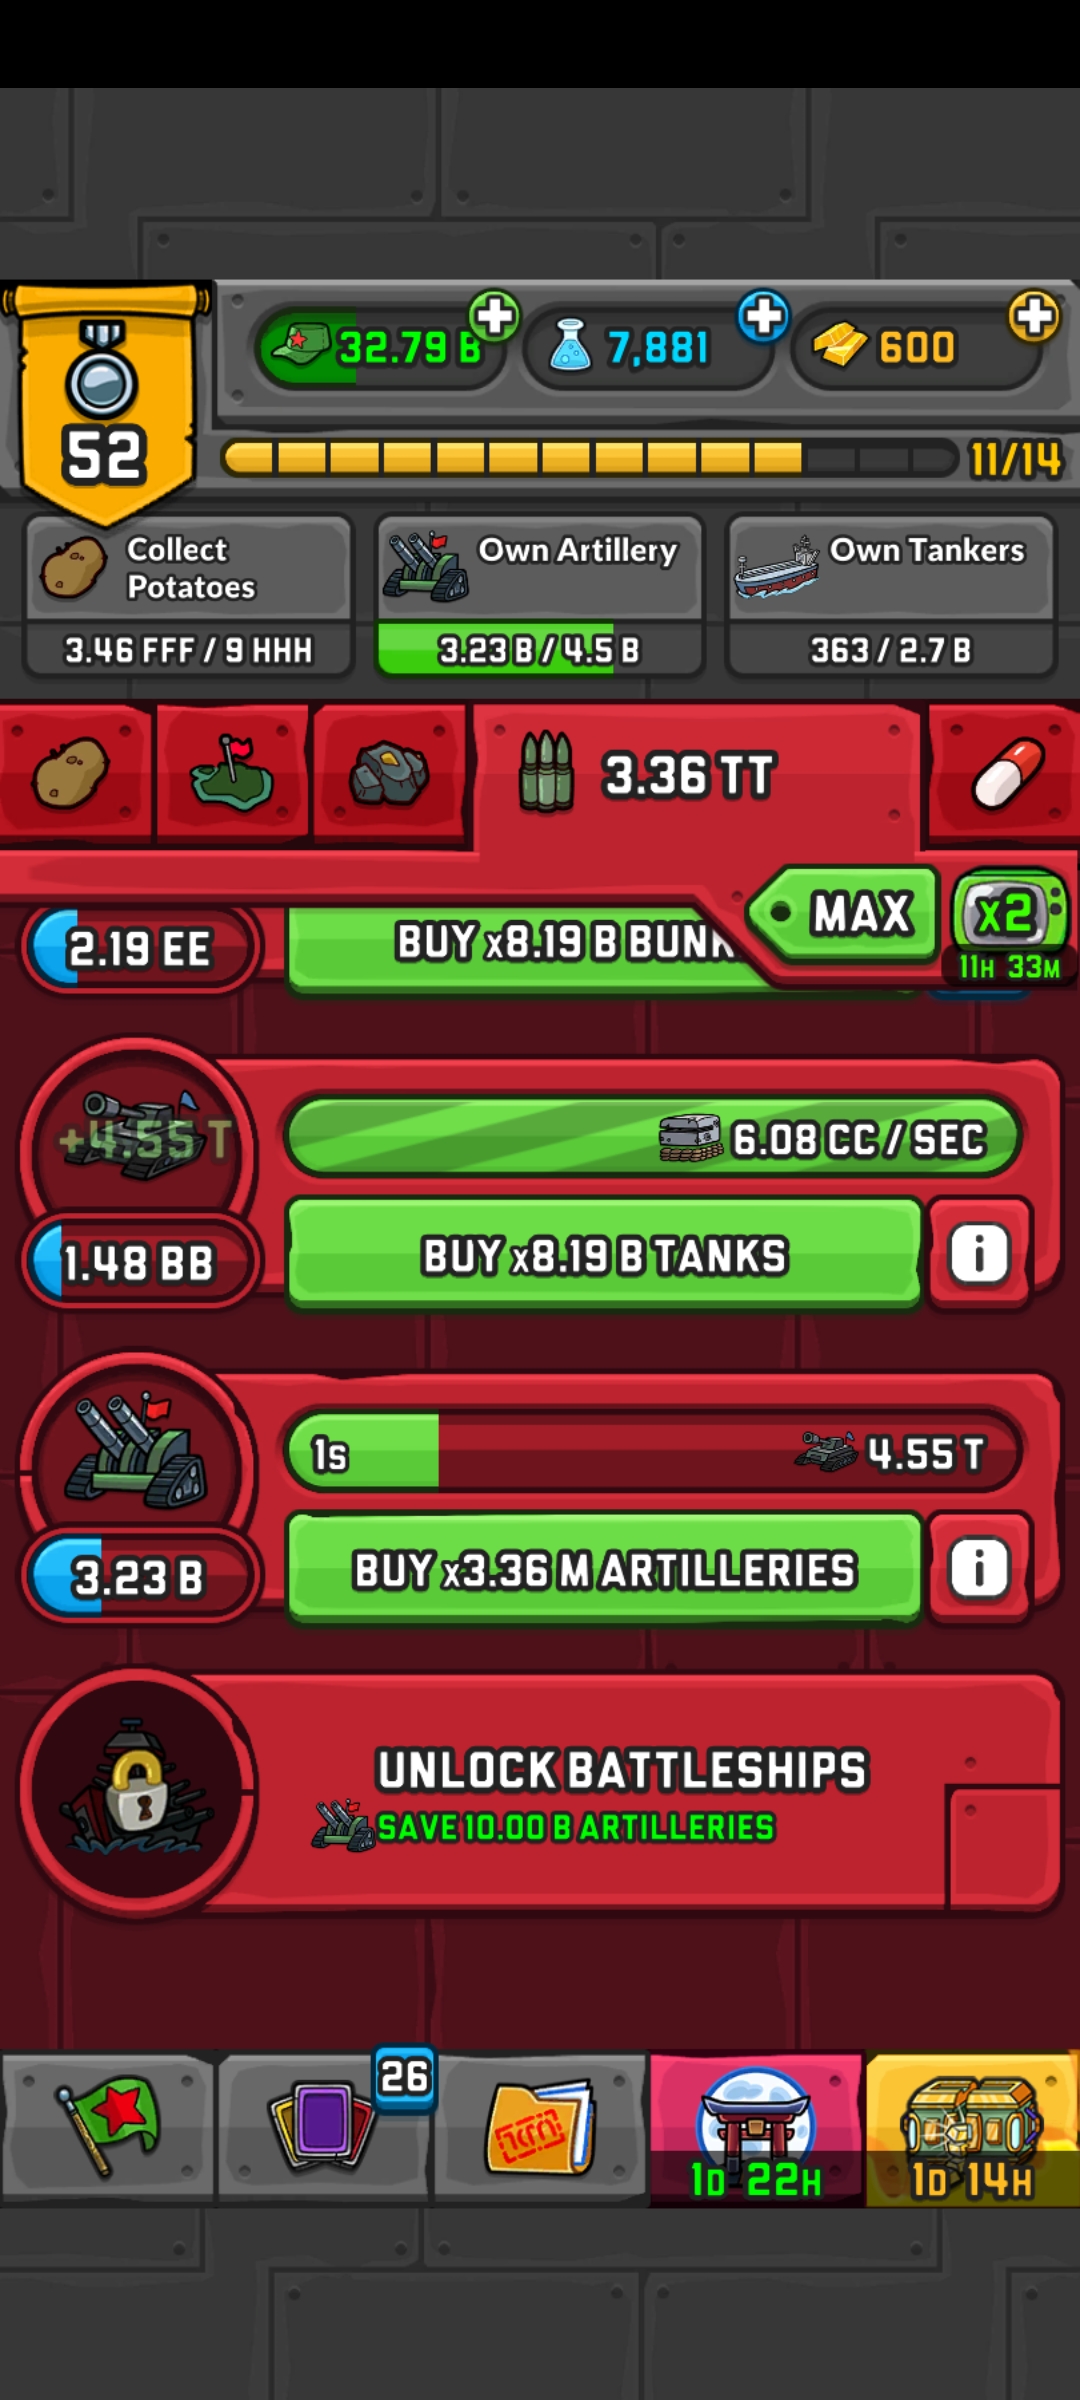 32.79 B
7,881
600
52
11/14
Collect
Potatoes
3.46 FFF / 9 HHH
Own Artillery
3.23 B / 4.5 B
Own Tankers
363 / 2.7 B
3.36 TT
MAX
x2
11H 33M
2.19 EE
BUY x8.19 B BUN
+4.55 T
6.08 CC / SEC
1.48 BB
BUY x8.19 B TANKS
i
1s
4.55 T
3.23 B
BUY x3.36 M ARTILLERIES
i
UNLOCK BATTLESHIPS
SAVE 10.00 B ARTILLERIES
26
1D 22H
1D 14H